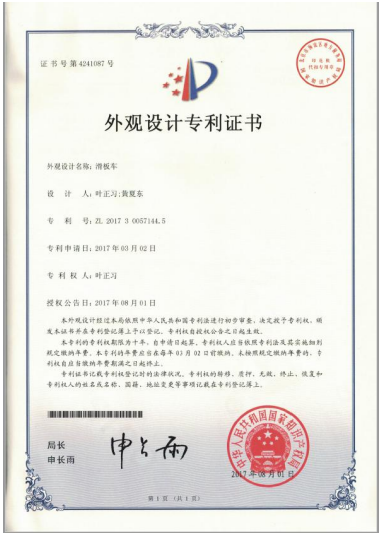 证书号第4241087号
外观设计专利证书
外观设计名称:滑板车
设 计 人:叶正习;黄夏东
专 利 号:ZL 2017 3 0057144.5
专利申请日:2017年03月02日
专 利 权 人:叶正习
授权公告日:2017年08月01日
本外观设计经过本局依照中华人民共和国专利法进行初步审查,决定授予专利权,颁
发本证书并在专利登记簿上予以登记。专利权自授权公告之日起生效。
本专利的专利权期限为十年,自申请日起算。专利权人应当依照专利法及其实施细则
规定缴纳年费。本专利的年费应当在每年03月02日前缴纳。未按照规定缴纳年费的,专
利权自应当缴纳年费期满之日起终止。
专利证书记载专利权登记时的法律状况。专利权的转移、质押、无效、终止、恢复和
专利权人的姓名或名称、国籍、地址变更等事项记载在专利登记簿上。
局长
申长雨
申长雨
中华人民共和国国家知识产权局
2017年08月01日
第 1 页 (共 1 页)